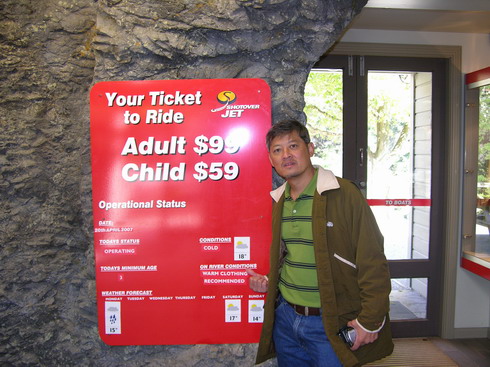 Your Ticket
to Ride
SHOTOVER
JET
Adult $99
Child $59
Operational Status
DATE:
TODAYS STATUS
OPERATING
CONDITIONS
COLD
18°
TODAYS MINIMUM AGE
3
ON RIVER CONDITIONS
WARM CLOTHING
RECOMMENDED
WEATHER FORECAST
MONDAY TUESDAY WEDNESDAY THURSDAY FRIDAY SATURDAY SUNDAY
15° 17° 14°
TO BOATS